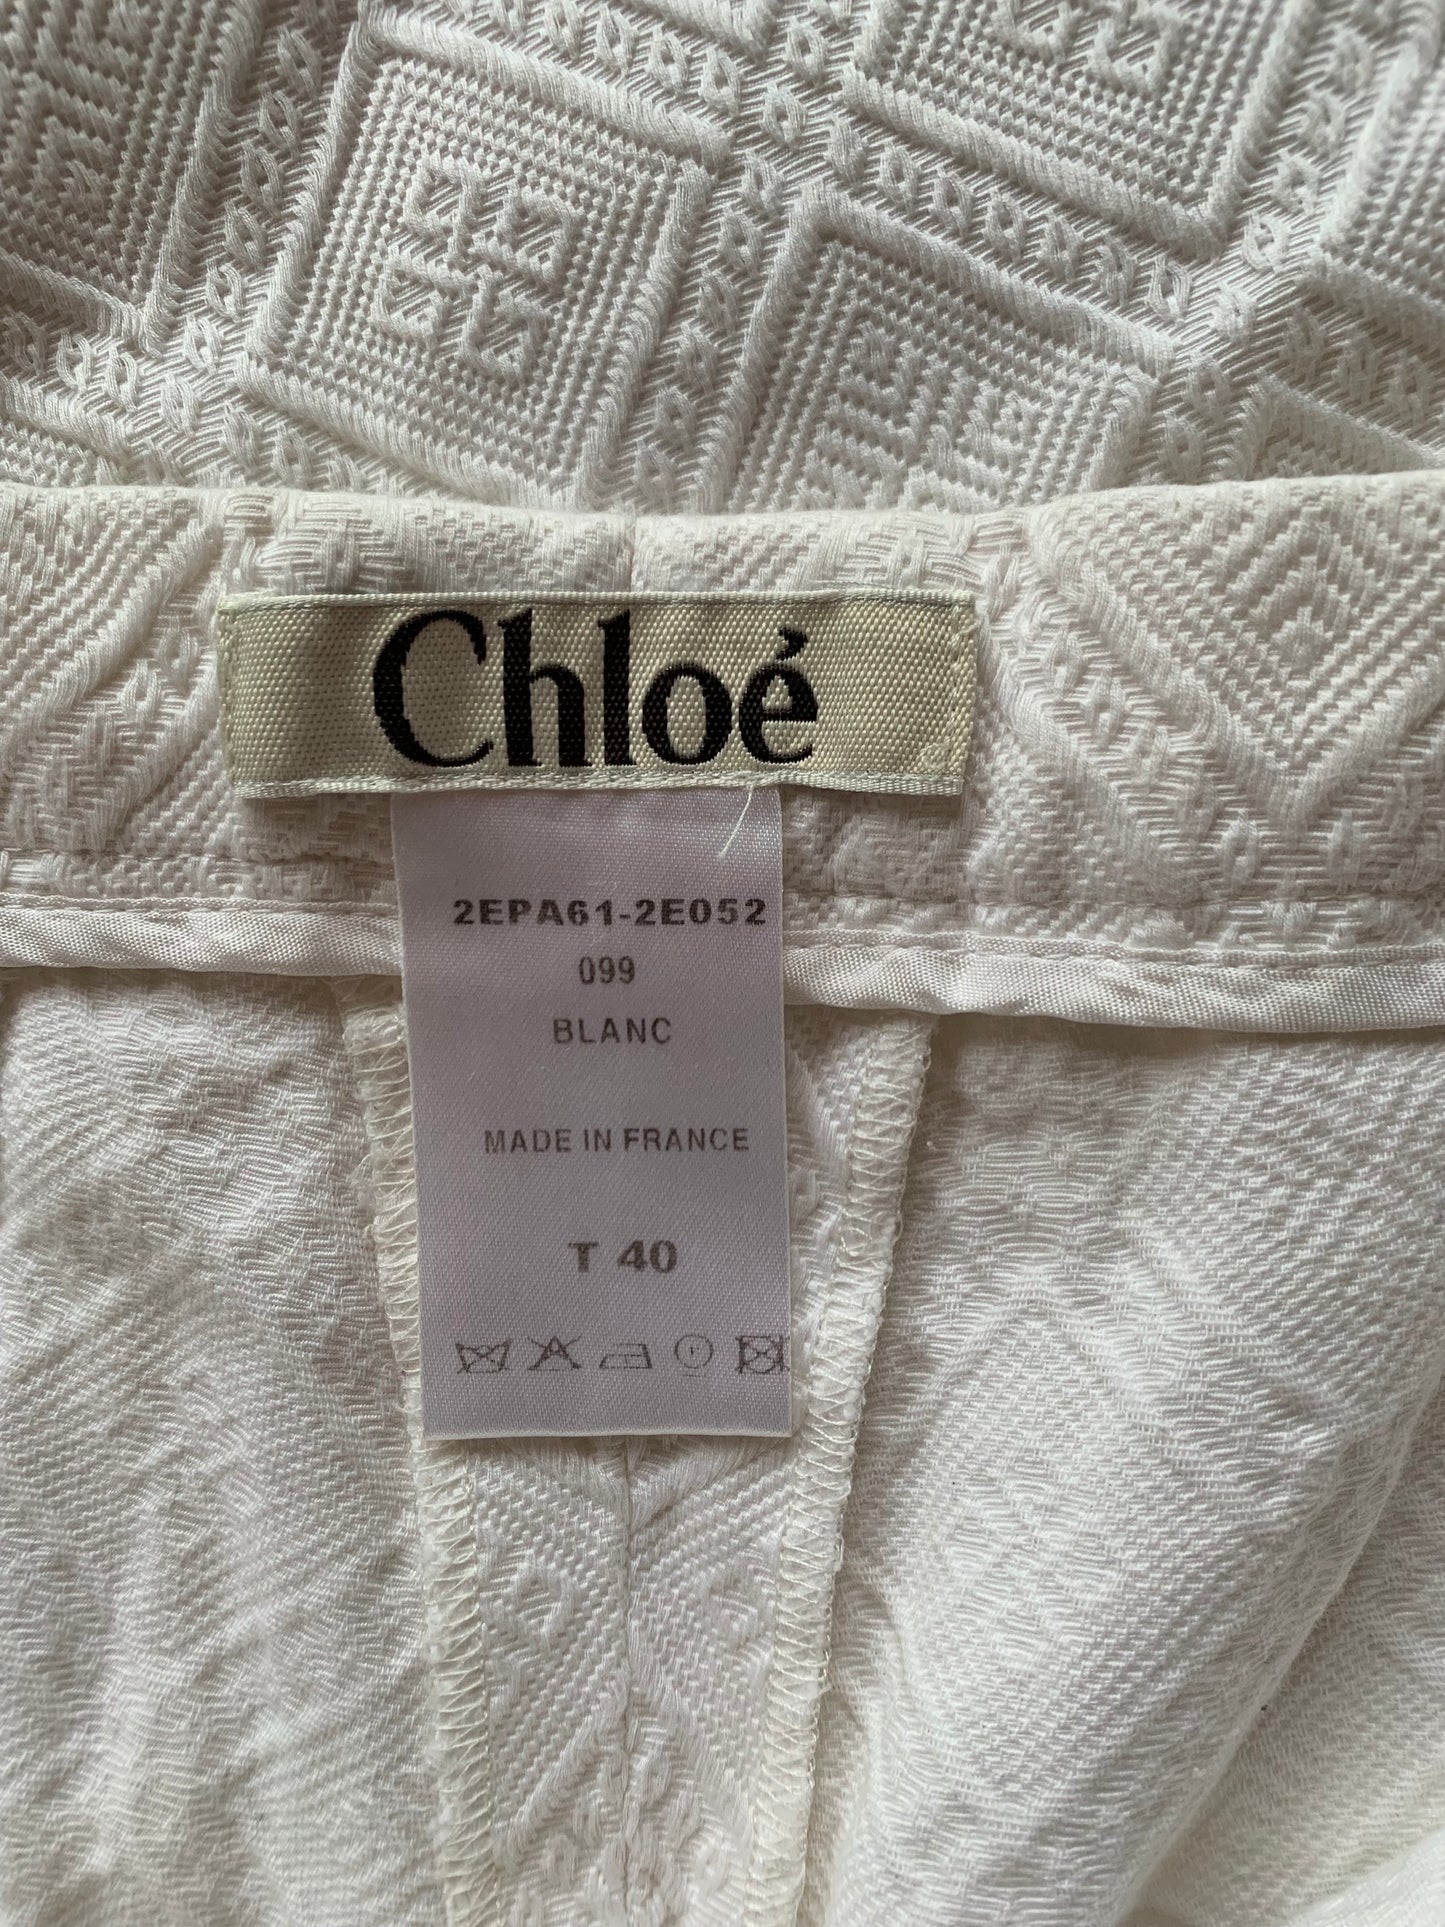 Chloé
2EPA61-2E052
099
BLANC
MADE IN FRANCE
T 40